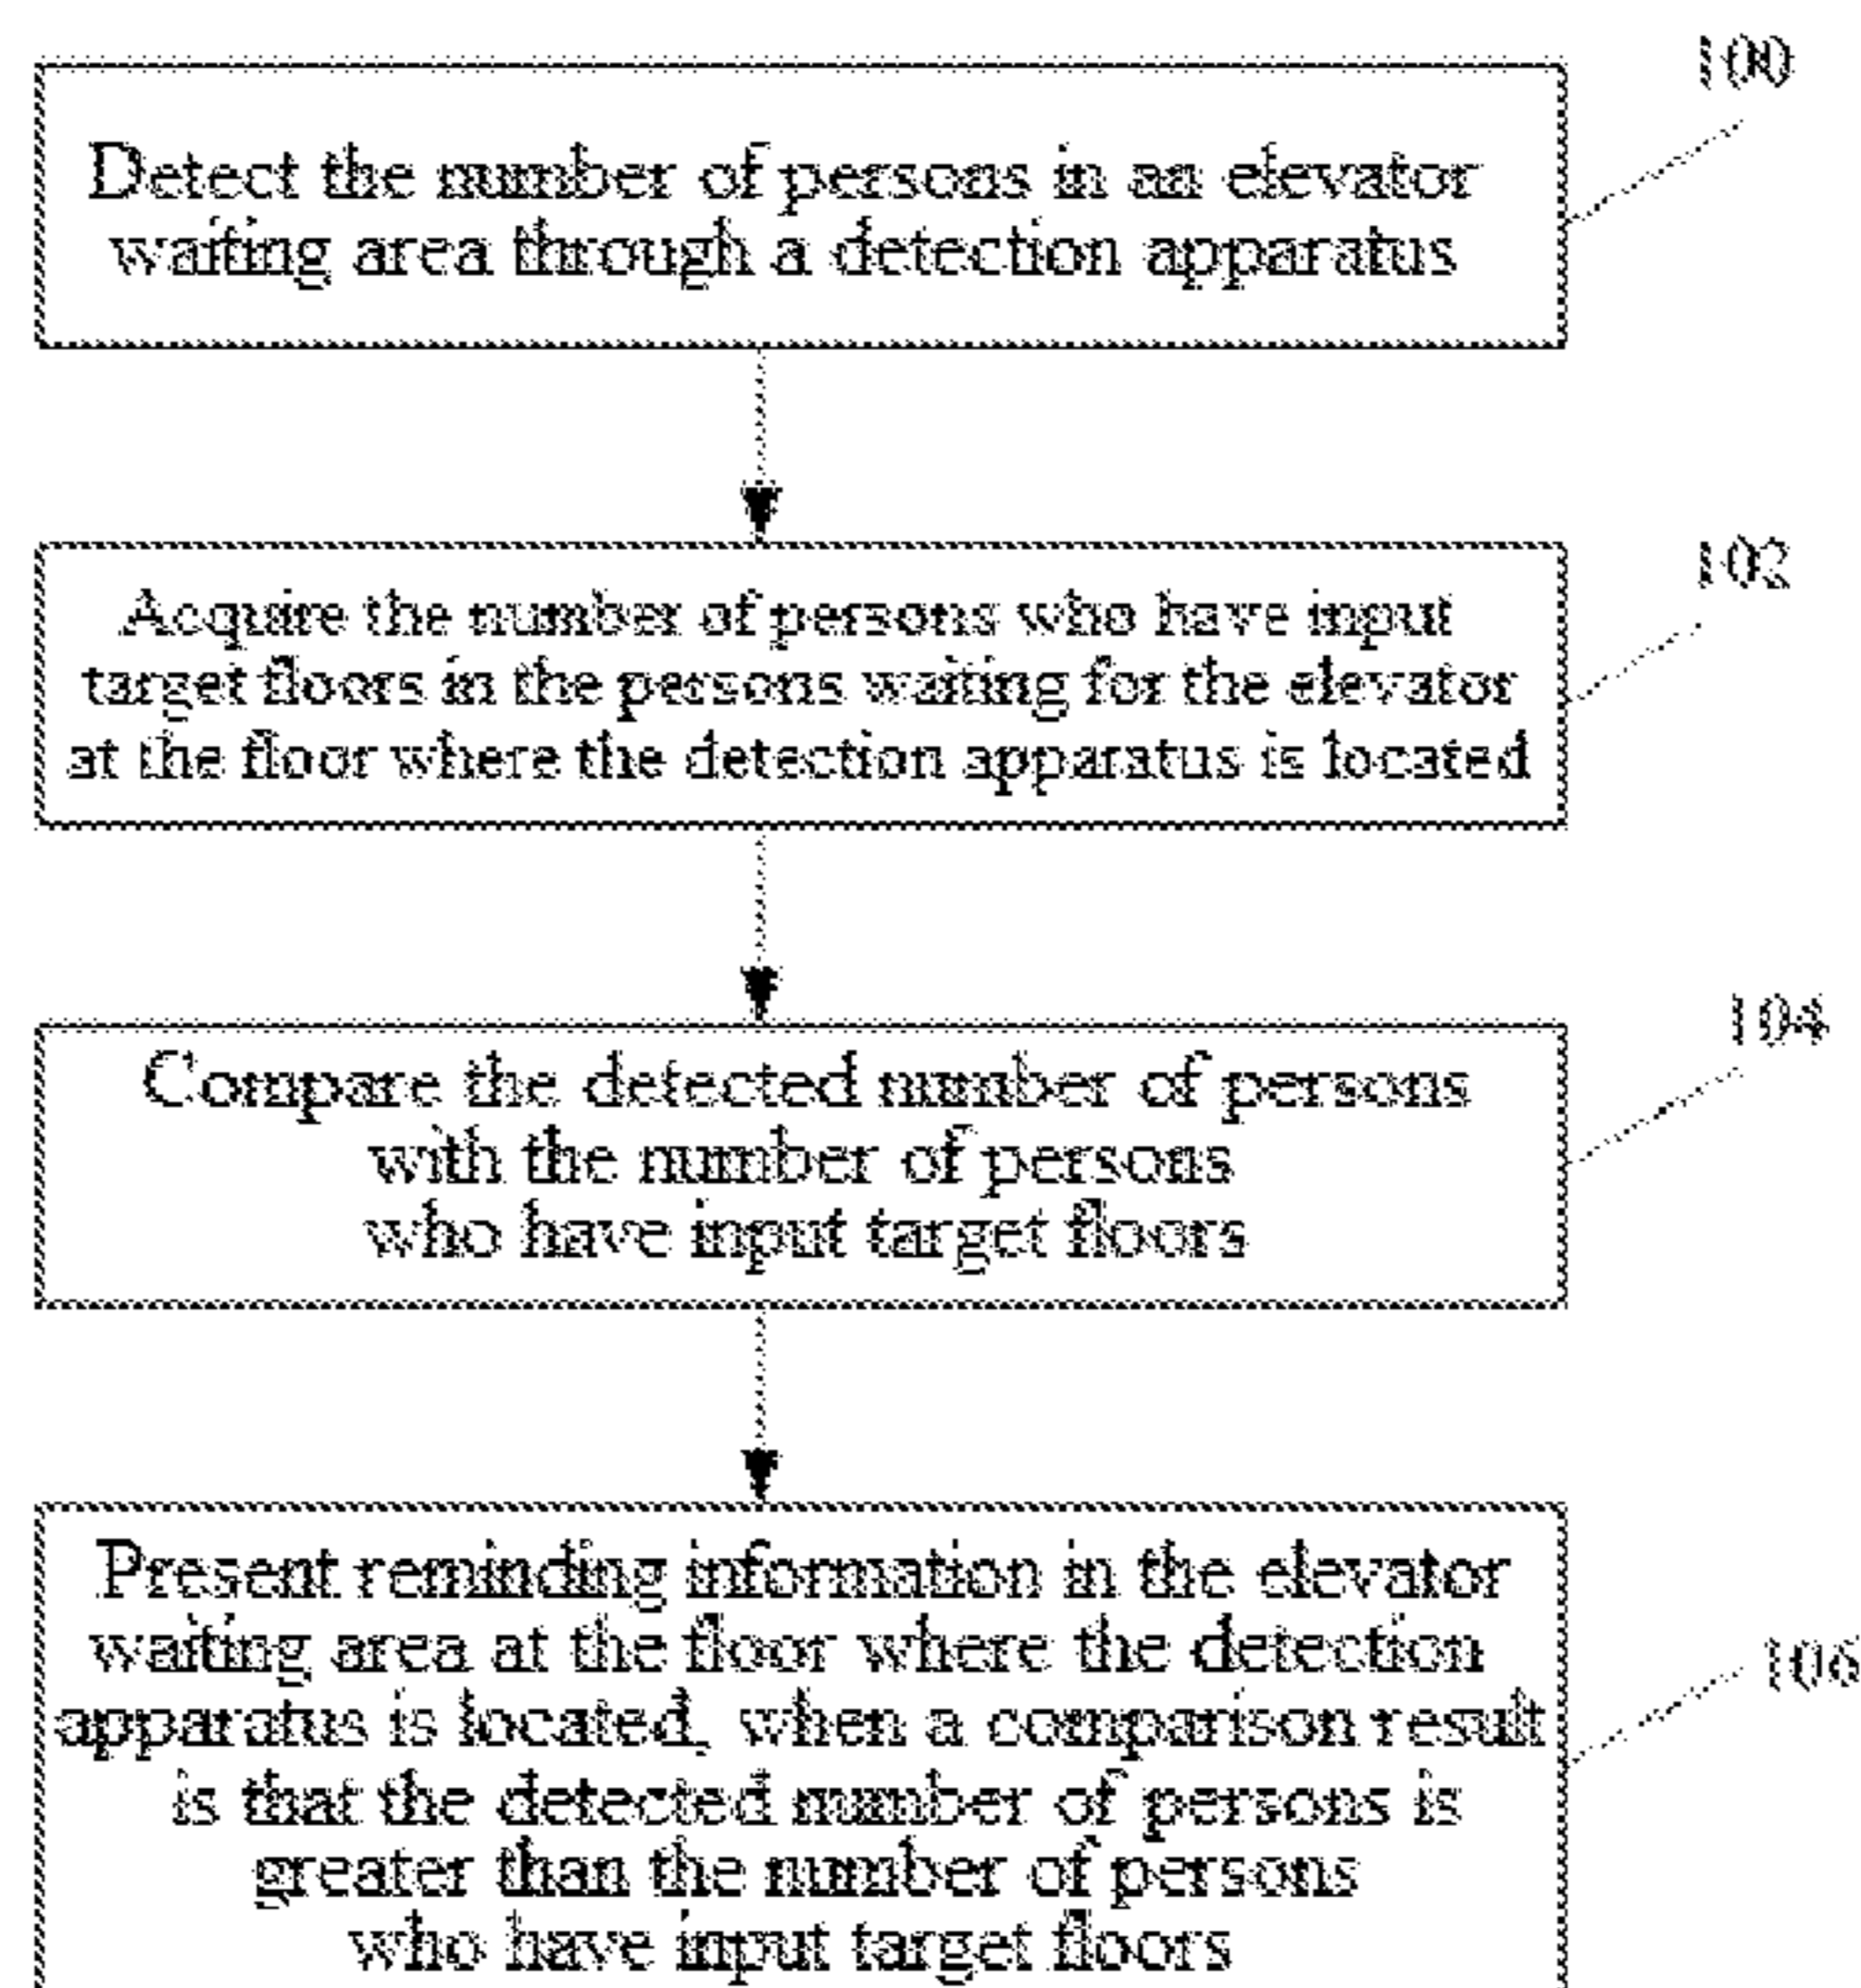 100
Detect the number of persons in an elevator
waiting area through a detection apparatus
102
Acquire the number of persons who have input
target floors in the persons waiting for the elevator
at the floor where the detection apparatus is located
104
Compare the detected number of persons
with the number of persons
who have input target floors
106
Present reminding information in the elevator
waiting area at the floor where the detection
apparatus is located, when a comparison result
is that the detected number of persons is
greater than the number of persons
who have input target floors